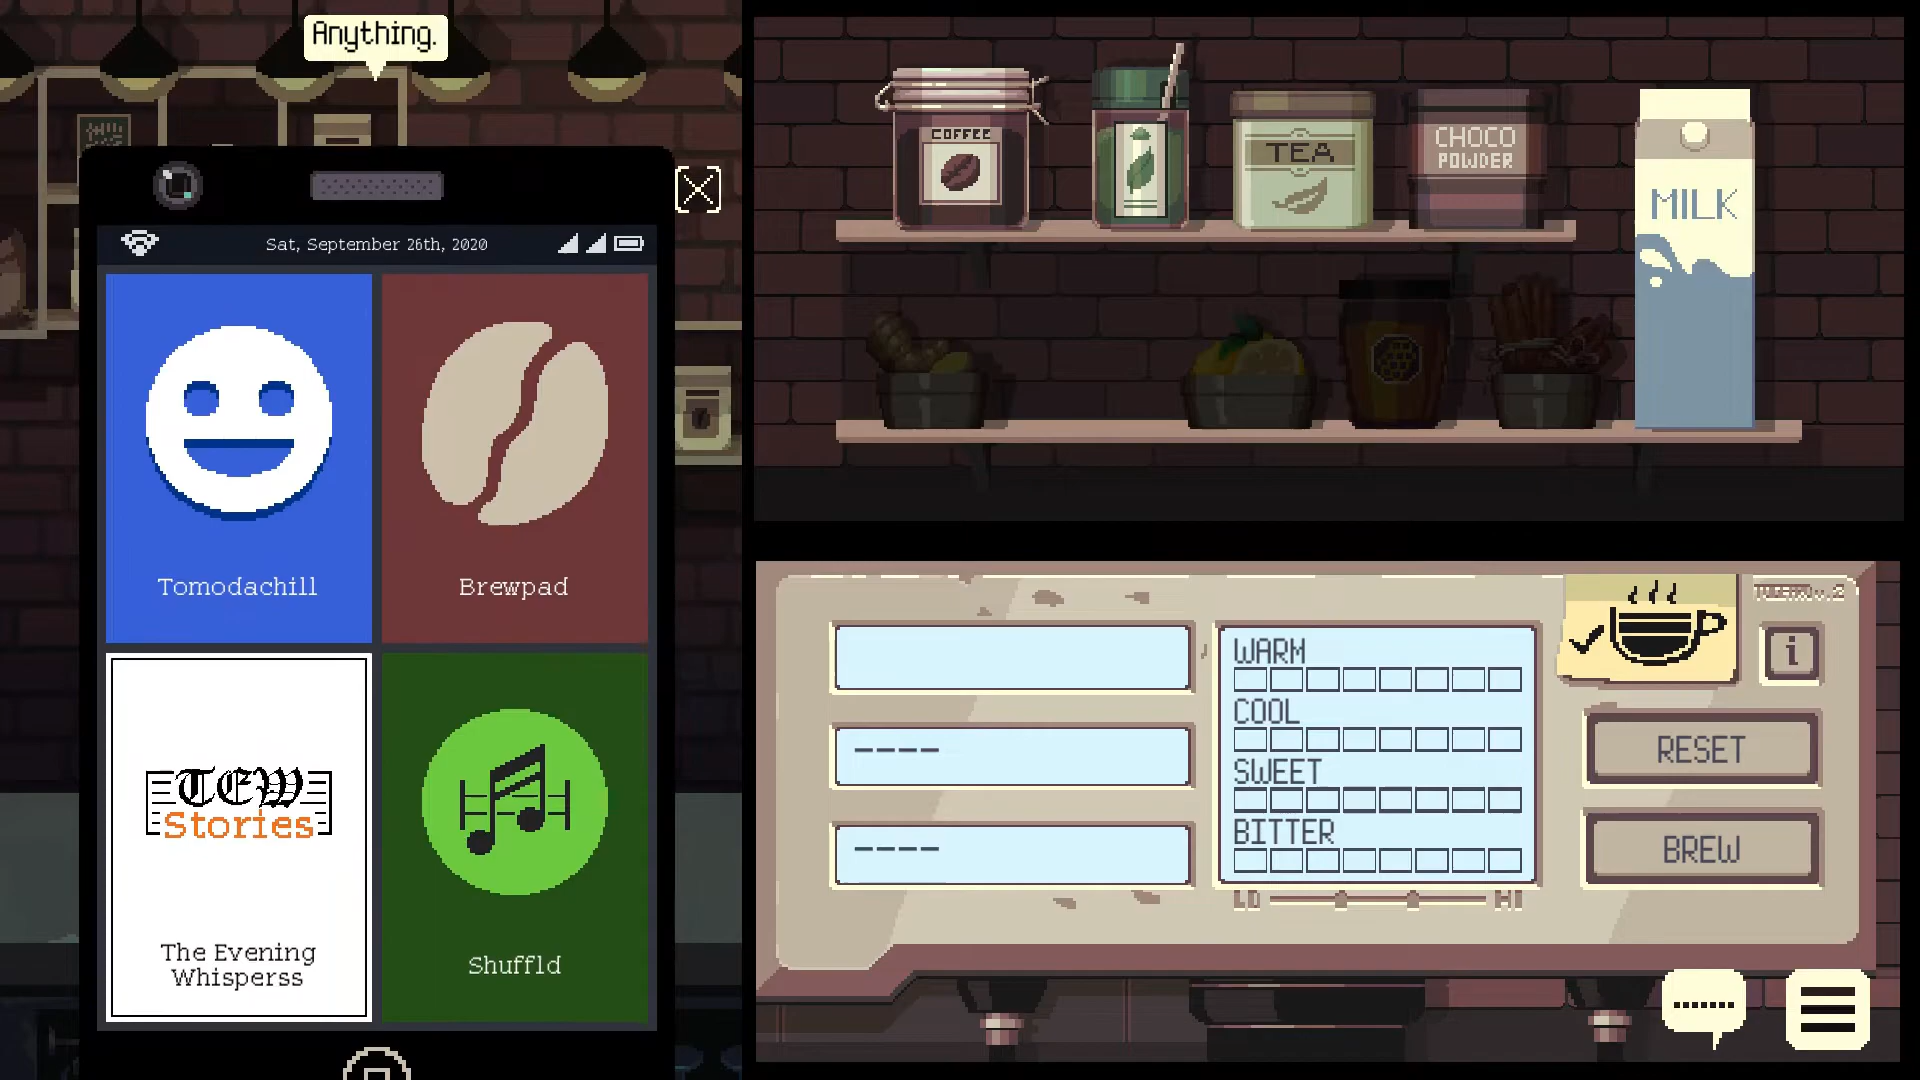 Anything.
Sat, September 26th, 2020
Tomodachill
Brewpad
TEW
Stories
The Evening
Whisperss
Shuffld
COFFEE
TEA
CHOCO
POWDER
MILK
----
----
WARM
COOL
SWEET
BITTER
LO
HI
i
RESET
BREW